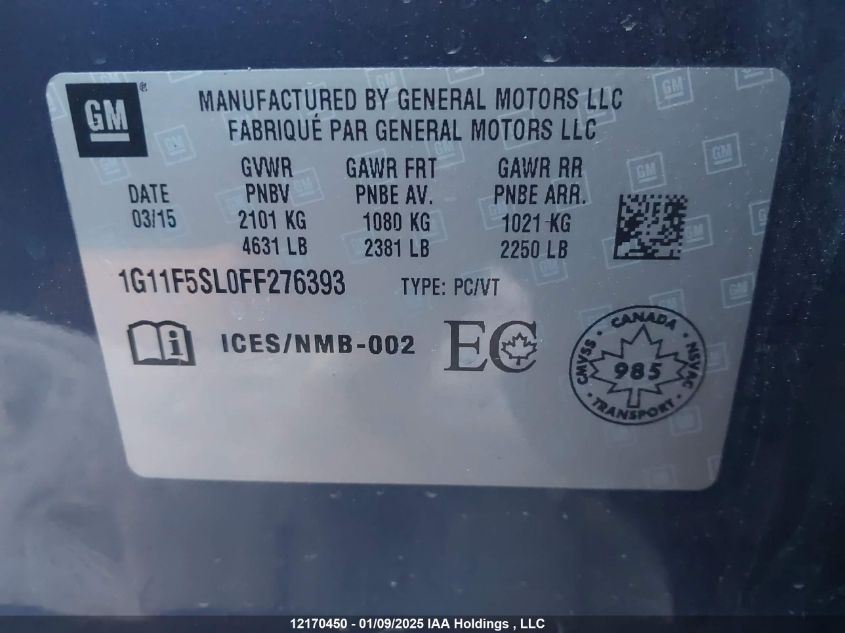 GM®
MANUFACTURED BY GENERAL MOTORS LLC
FABRIQUÉ PAR GENERAL MOTORS LLC
GVWR GAWR FRT GAWR RR
DATE PNBV PNBE AV. PNBE ARR.
03/15 2101 KG 1080 KG 1021 KG
4631 LB 2381 LB 2250 LB
1G11F5SL0FF276393 TYPE: PC/VT
i ICES/NMB-002 EC
CANADA
CMVSS 985 NSVAC
TRANSPORT
12170450 - 01/09/2025 IAA Holdings , LLC